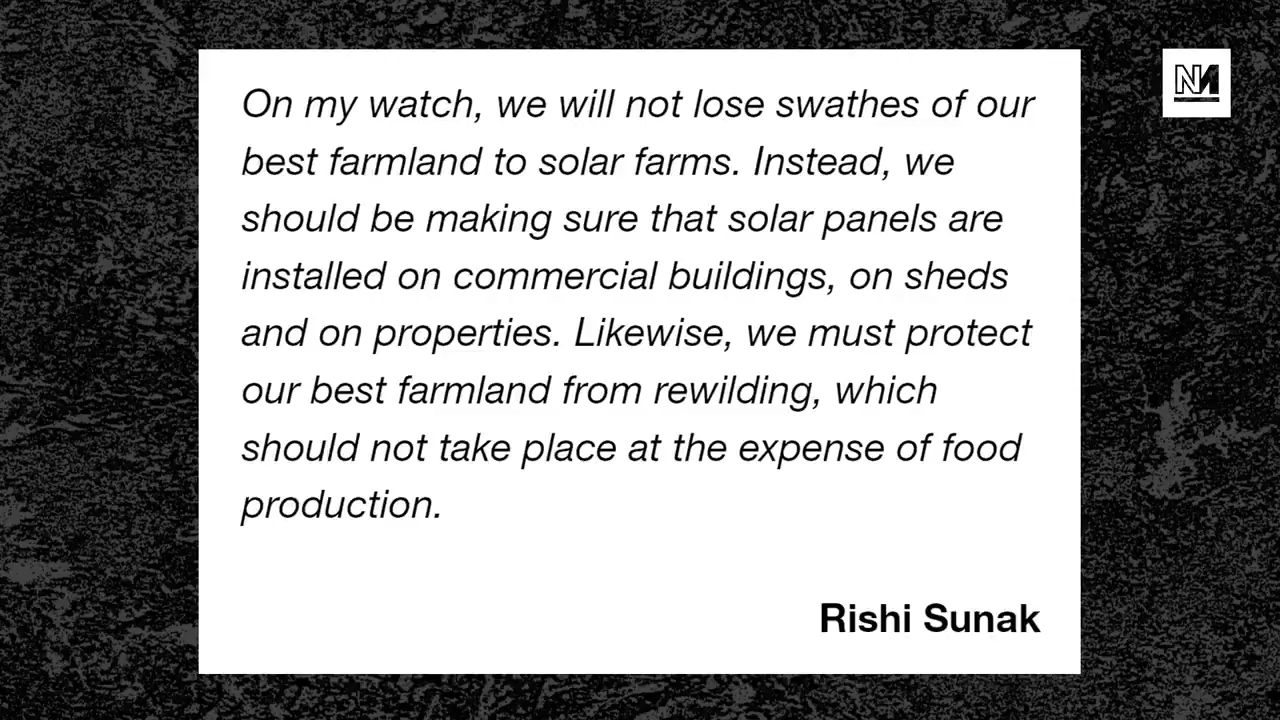 On my watch, we will not lose swathes of our
best farmland to solar farms. Instead, we
should be making sure that solar panels are
installed on commercial buildings, on sheds
and on properties. Likewise, we must protect
our best farmland from rewilding, which
should not take place at the expense of food
production.
Rishi Sunak
NM